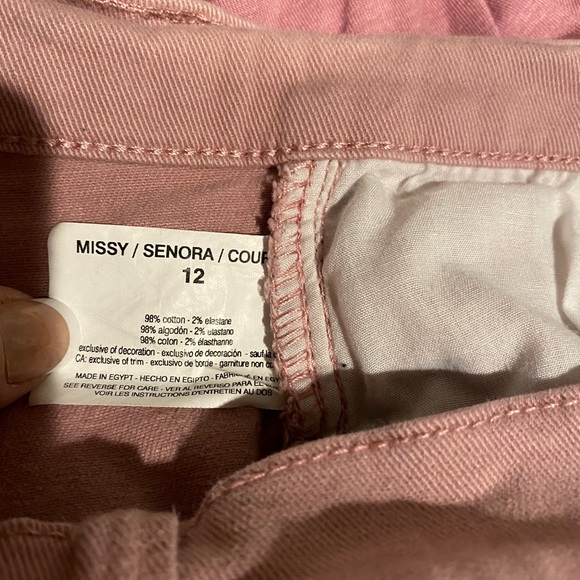 MISSY / SENORA / COUR
12
98% cotton - 2% elastane
98% algodón - 2% elastano
98% coton - 2% élasthanne
exclusive of decoration - exclusivo de decoración - sauf la
CA: exclusive of trim - exclusivo de borde - garniture non co
MADE IN EGYPT - HECHO EN EGIPTO - FABRIQUÉ EN EG
SEE REVERSE FOR CARE - VER AL REVERSO PARA EL
VOIR LES INSTRUCTIONS D'ENTRETIEN AU DOS